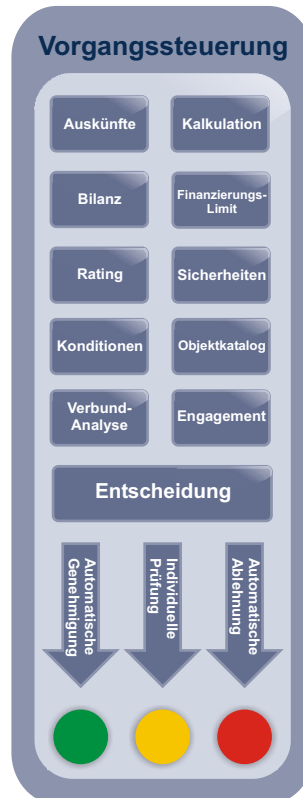 Vorgangssteuerung
Auskünfte
Kalkulation
Bilanz
Finanzierungs-
Limit
Rating
Sicherheiten
Konditionen
Objektkatalog
Verbund-
Analyse
Engagement
Entscheidung
Automatische
Genehmigung
Individuelle
Prüfung
Automatische
Ablehnung